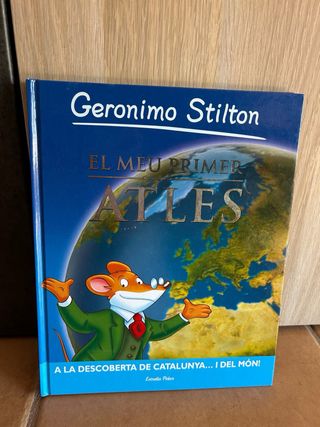 Geronimo Stilton
EL MEU PRIMER
ATLES
A LA DESCOBERTA DE CATALUNYA... I DEL MÓN!
Estrella Polar